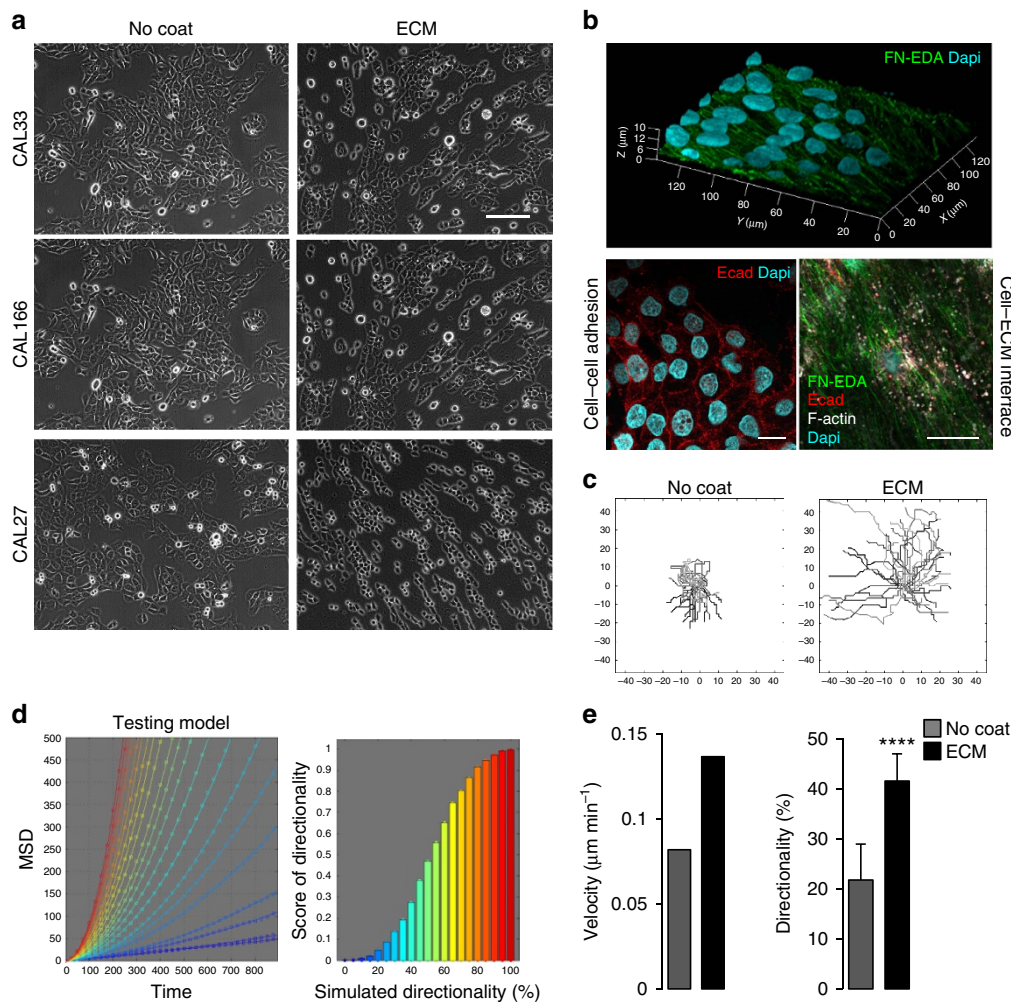 a
No coat
ECM
CAL33
CAL166
CAL27
b
FN-EDA Dapi
Z (μm)
10
12
6
0
120
100
80
60
40
20
0
Y (μm)
0
20
40
60
80
100
120
X (μm)
Cell–cell adhesion
Ecad Dapi
FN-EDA
Ecad
F-actin
Dapi
Cell–ECM interface
c
No coat
ECM
40
30
20
10
0
–10
–20
–30
–40
–40 –30 –20 –10 0 10 20 30 40
40
30
20
10
0
–10
–20
–30
–40
–40 –30 –20 –10 0 10 20 30 40
d
Testing model
MSD
500
450
400
350
300
250
200
150
100
50
0
0 100 200 300 400 500 600 700 800
Time
Score of directionality
1
0.9
0.8
0.7
0.6
0.5
0.4
0.3
0.2
0.1
0
0 20 40 60 80 100
Simulated directionality (%)
e
No coat
ECM
Velocity (μm min⁻¹)
0.15
0.1
0.05
0
Directionality (%)
50
40
30
20
10
0
****